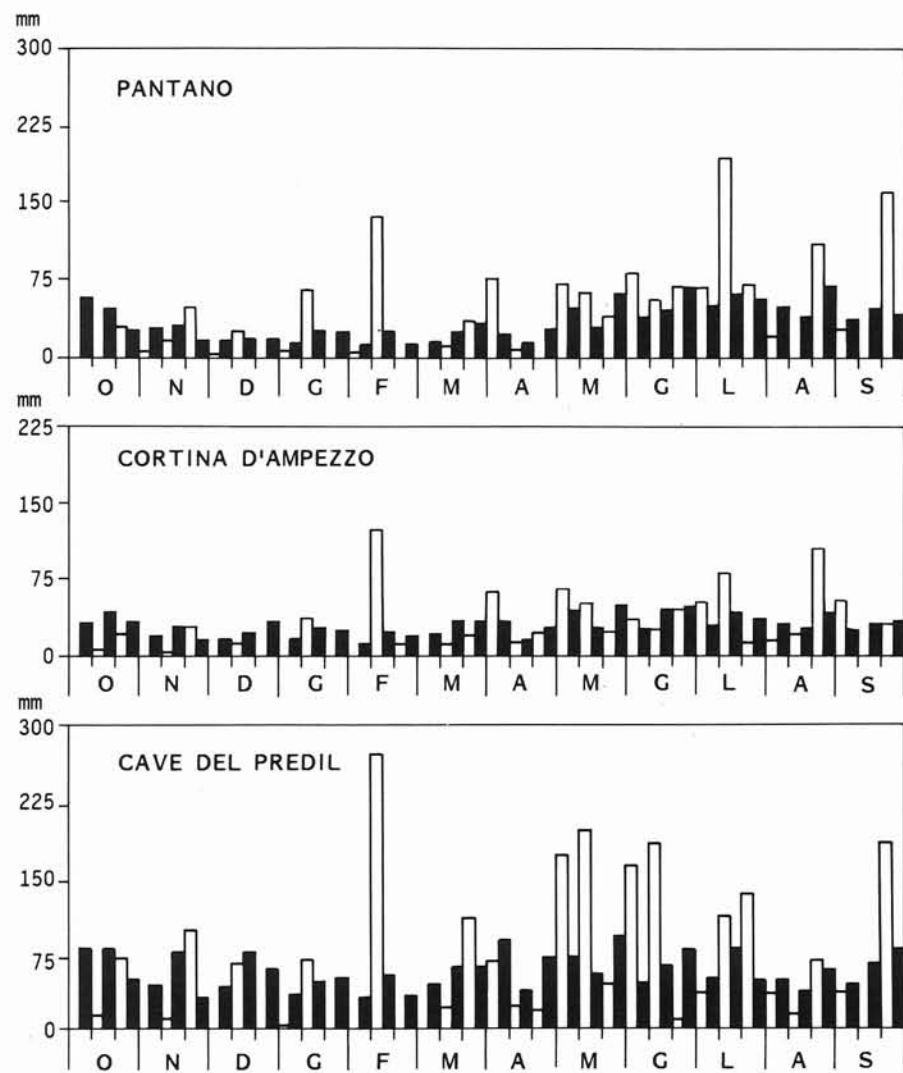 mm
300
PANTANO
225
150
75
0
O N D G F M A M G L A S
mm
225
CORTINA D'AMPEZZO
150
75
0
O N D G F M A M G L A S
mm
300
CAVE DEL PREDIL
225
150
75
0
O N D G F M A M G L A S